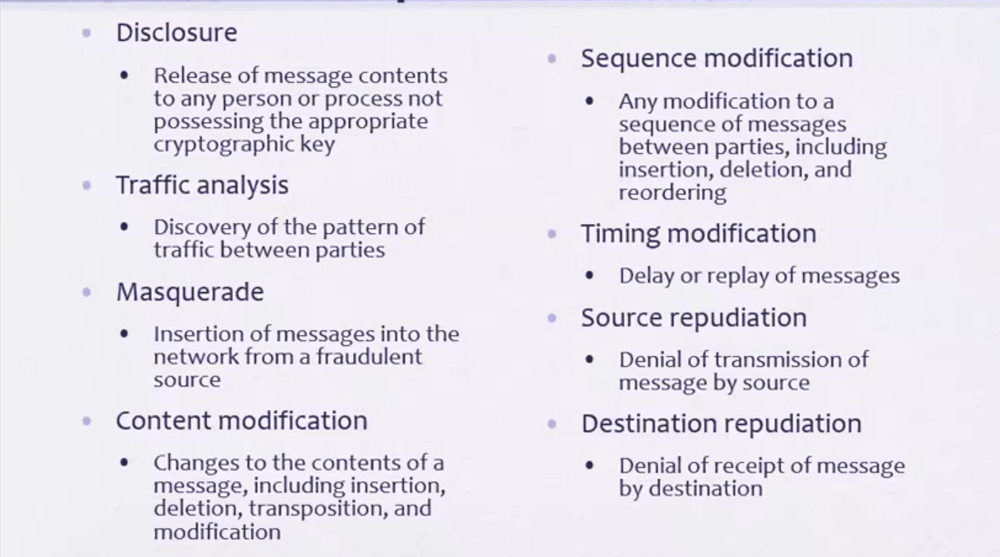 Disclosure
Release of message contents
to any person or process not
possessing the appropriate
cryptographic key
Traffic analysis
Discovery of the pattern of
traffic between parties
Masquerade
Insertion of messages into the
network from a fraudulent
source
Content modification
Changes to the contents of a
message, including insertion,
deletion, transposition, and
modification
Sequence modification
Any modification to a
sequence of messages
between parties, including
insertion, deletion, and
reordering
Timing modification
Delay or replay of messages
Source repudiation
Denial of transmission of
message by source
Destination repudiation
Denial of receipt of message
by destination